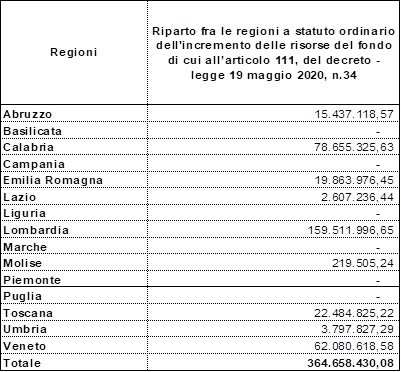 Regioni
Riparto fra le regioni a statuto ordinario
dell'incremento delle risorse del fondo
di cui all'articolo 111, del decreto -
legge 19 maggio 2020, n.34
Abruzzo 15.437.118,57
Basilicata -
Calabria 78.655.325,63
Campania -
Emilia Romagna 19.863.976,45
Lazio 2.607.236,44
Liguria -
Lombardia 159.511.996,65
Marche -
Molise 219.505,24
Piemonte -
Puglia -
Toscana 22.484.825,22
Umbria 3.797.827,29
Veneto 62.080.618,58
Totale 364.658.430,08